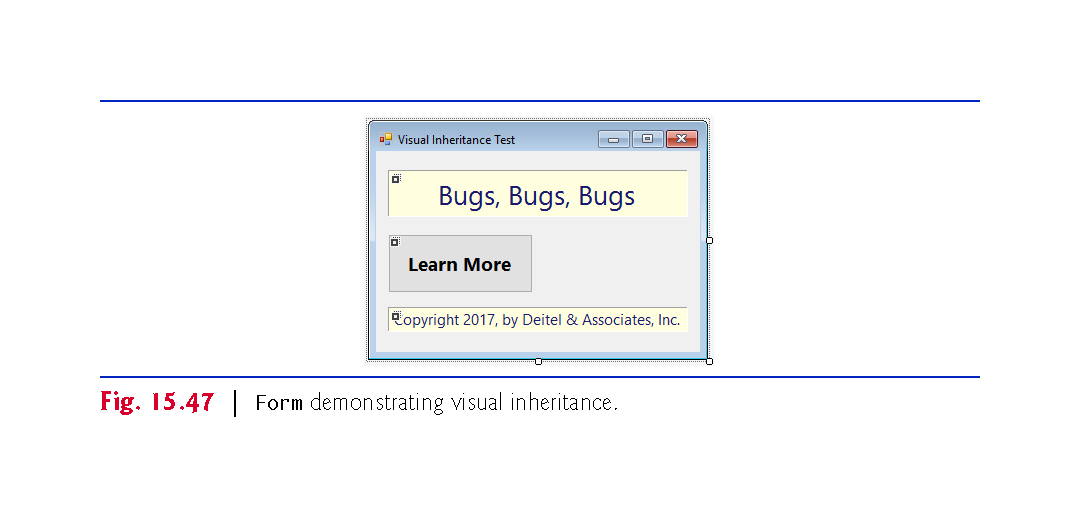 Visual Inheritance Test
Bugs, Bugs, Bugs
Learn More
Copyright 2017, by Deitel & Associates, Inc.
Fig. 15.47 | Form demonstrating visual inheritance.